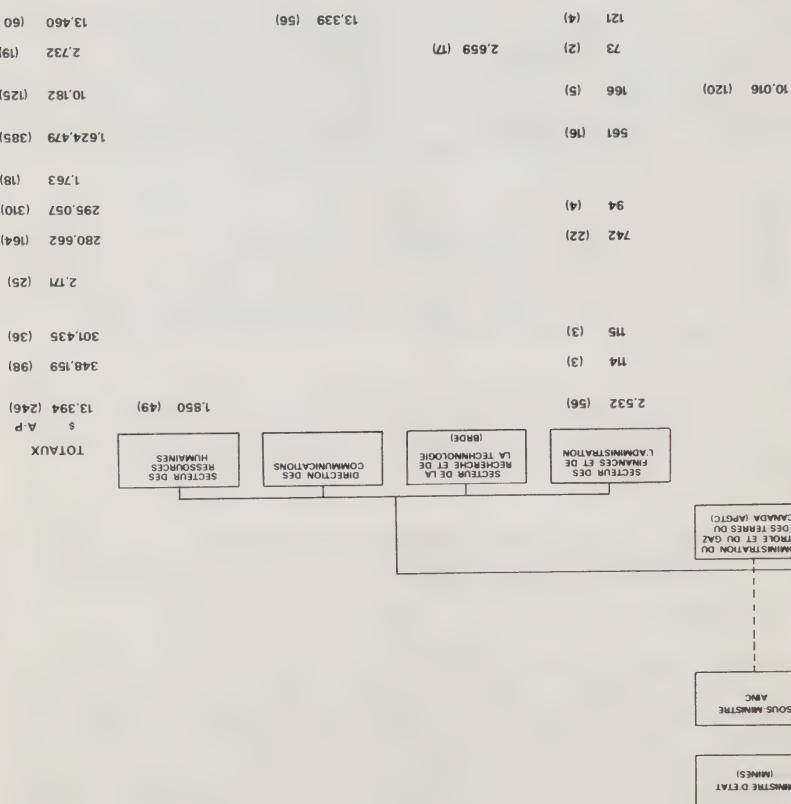 MINISTRE D'ETAT
(MINES)
SOUS-MINISTRE
AINC
DMINISTRATION DU
TROLE ET DU GAZ
DES TERRES DU
CANADA (APGTC)
SECTEUR DES
FINANCES ET DE
L'ADMINISTRATION
SECTEUR DE LA
RECHERCHE ET DE
LA TECHNOLOGIE
(BRDE)
DIRECTION DES
COMMUNICATIONS
SECTEUR DES
RESSOURCES
HUMAINES
TOTAUX
$ A-P
2,532 (56) 1,850 (49) 13,394 (246)
114 (3) 348,159 (98)
115 (3) 301,435 (36)
2,171 (25)
742 (22) 280,662 (164)
94 (4) 295,057 (310)
1,763 (18)
561 (16) 1,624,479 (385)
10,016 (120) 166 (5) 10,182 (125)
73 (2) 2,659 (17) 2,732 (19)
121 (4) 13,339 (56) 13,460 (60